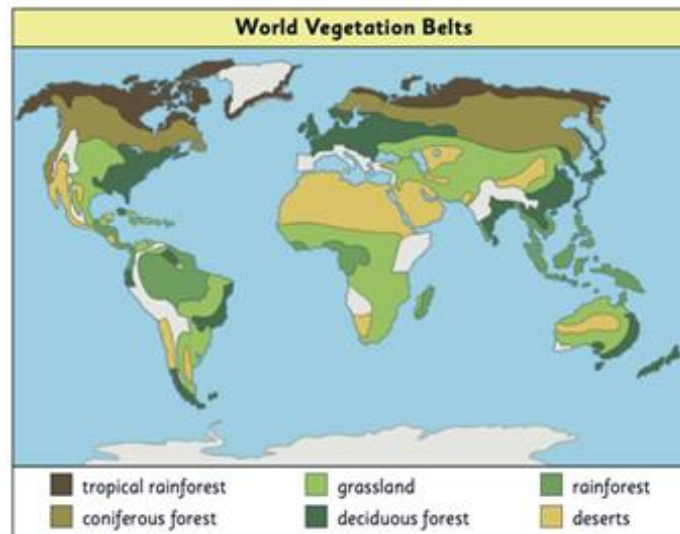 World Vegetation Belts
tropical rainforest
grassland
rainforest
coniferous forest
deciduous forest
deserts